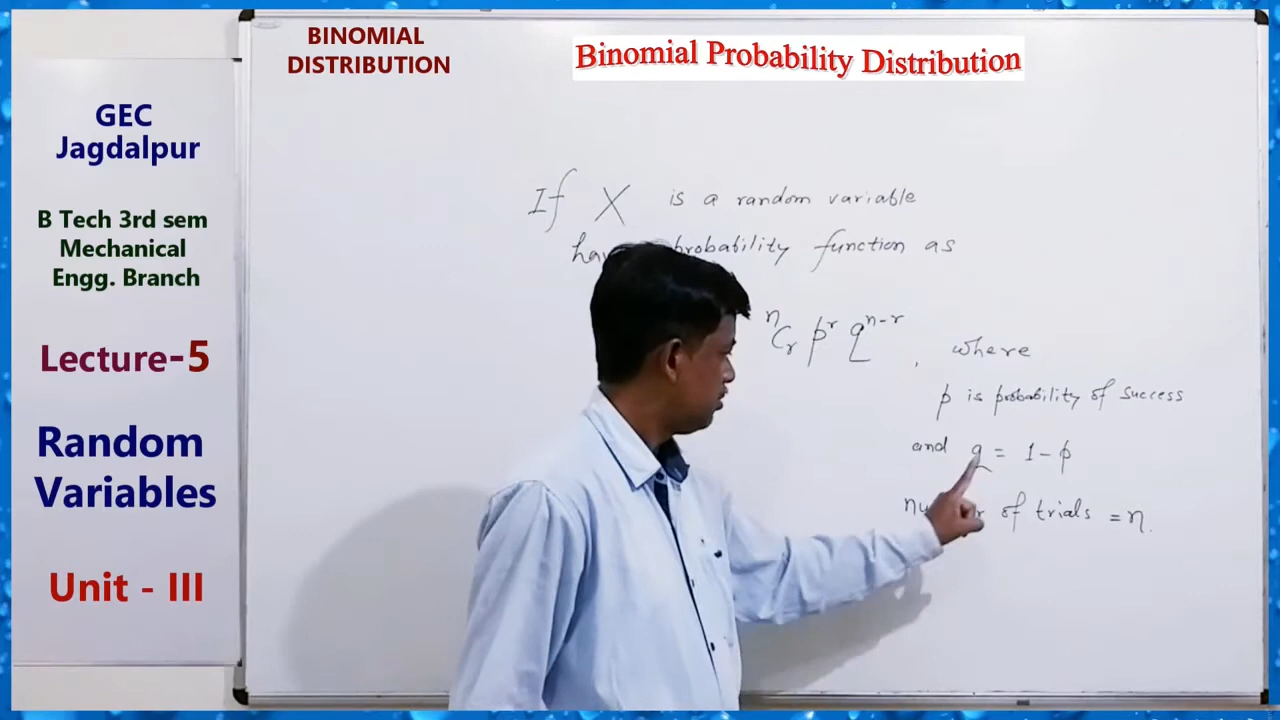 BINOMIAL
DISTRIBUTION
Binomial Probability Distribution
GEC
Jagdalpur
B Tech 3rd sem
Mechanical
Engg. Branch
Lecture-5
Random
Variables
Unit - III
If X is a random variable
probability function as
ⁿCᵣ pʳ qⁿ⁻ʳ , where
p is probability of success
and q = 1 - p
of trials = n.